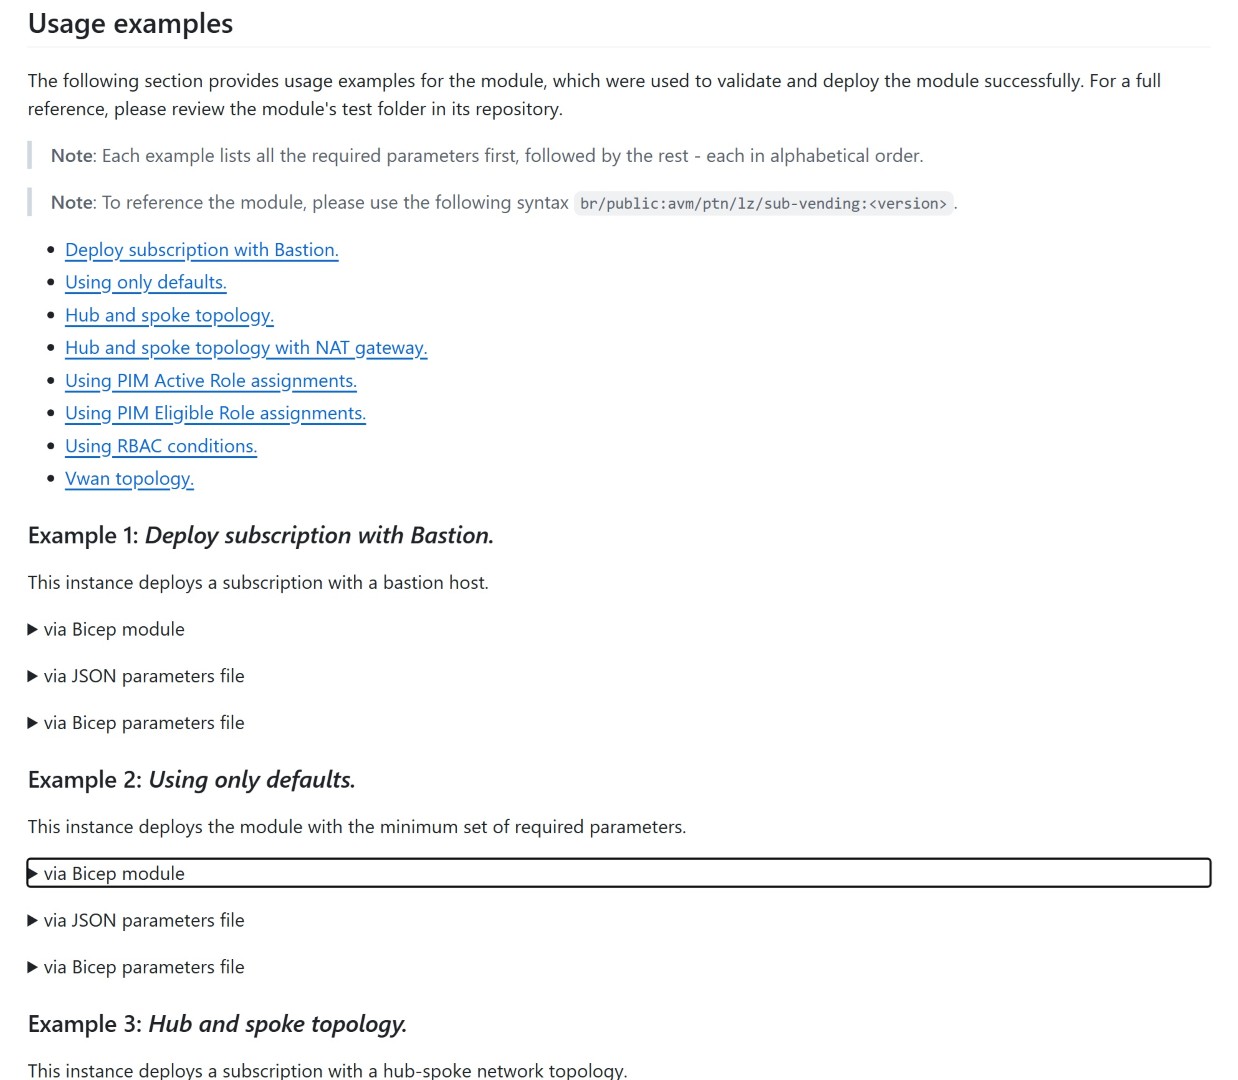 Usage examples
The following section provides usage examples for the module, which were used to validate and deploy the module successfully. For a full
reference, please review the module's test folder in its repository.
Note: Each example lists all the required parameters first, followed by the rest - each in alphabetical order.
Note: To reference the module, please use the following syntax br/public:avm/ptn/lz/sub-vending:<version>.
Deploy subscription with Bastion.
Using only defaults.
Hub and spoke topology.
Hub and spoke topology with NAT gateway.
Using PIM Active Role assignments.
Using PIM Eligible Role assignments.
Using RBAC conditions.
Vwan topology.
Example 1: Deploy subscription with Bastion.
This instance deploys a subscription with a bastion host.
via Bicep module
via JSON parameters file
via Bicep parameters file
Example 2: Using only defaults.
This instance deploys the module with the minimum set of required parameters.
via Bicep module
via JSON parameters file
via Bicep parameters file
Example 3: Hub and spoke topology.
This instance deploys a subscription with a hub-spoke network topology.